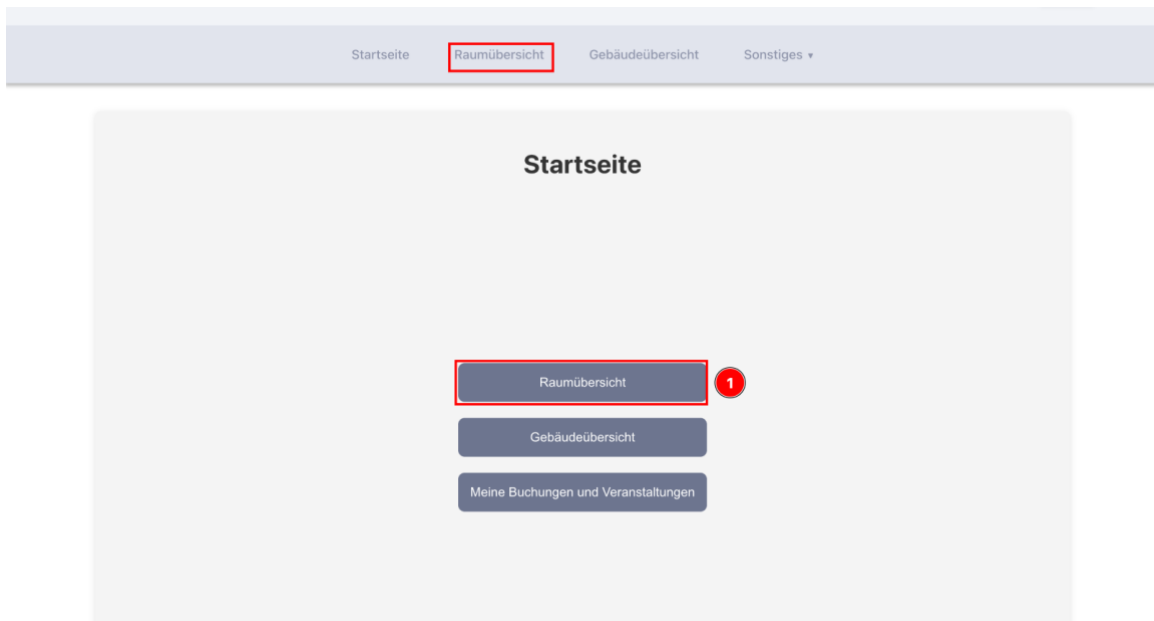 Startseite Raumübersicht Gebäudeübersicht Sonstiges ▾
Startseite
Raumübersicht 1
Gebäudeübersicht
Meine Buchungen und Veranstaltungen